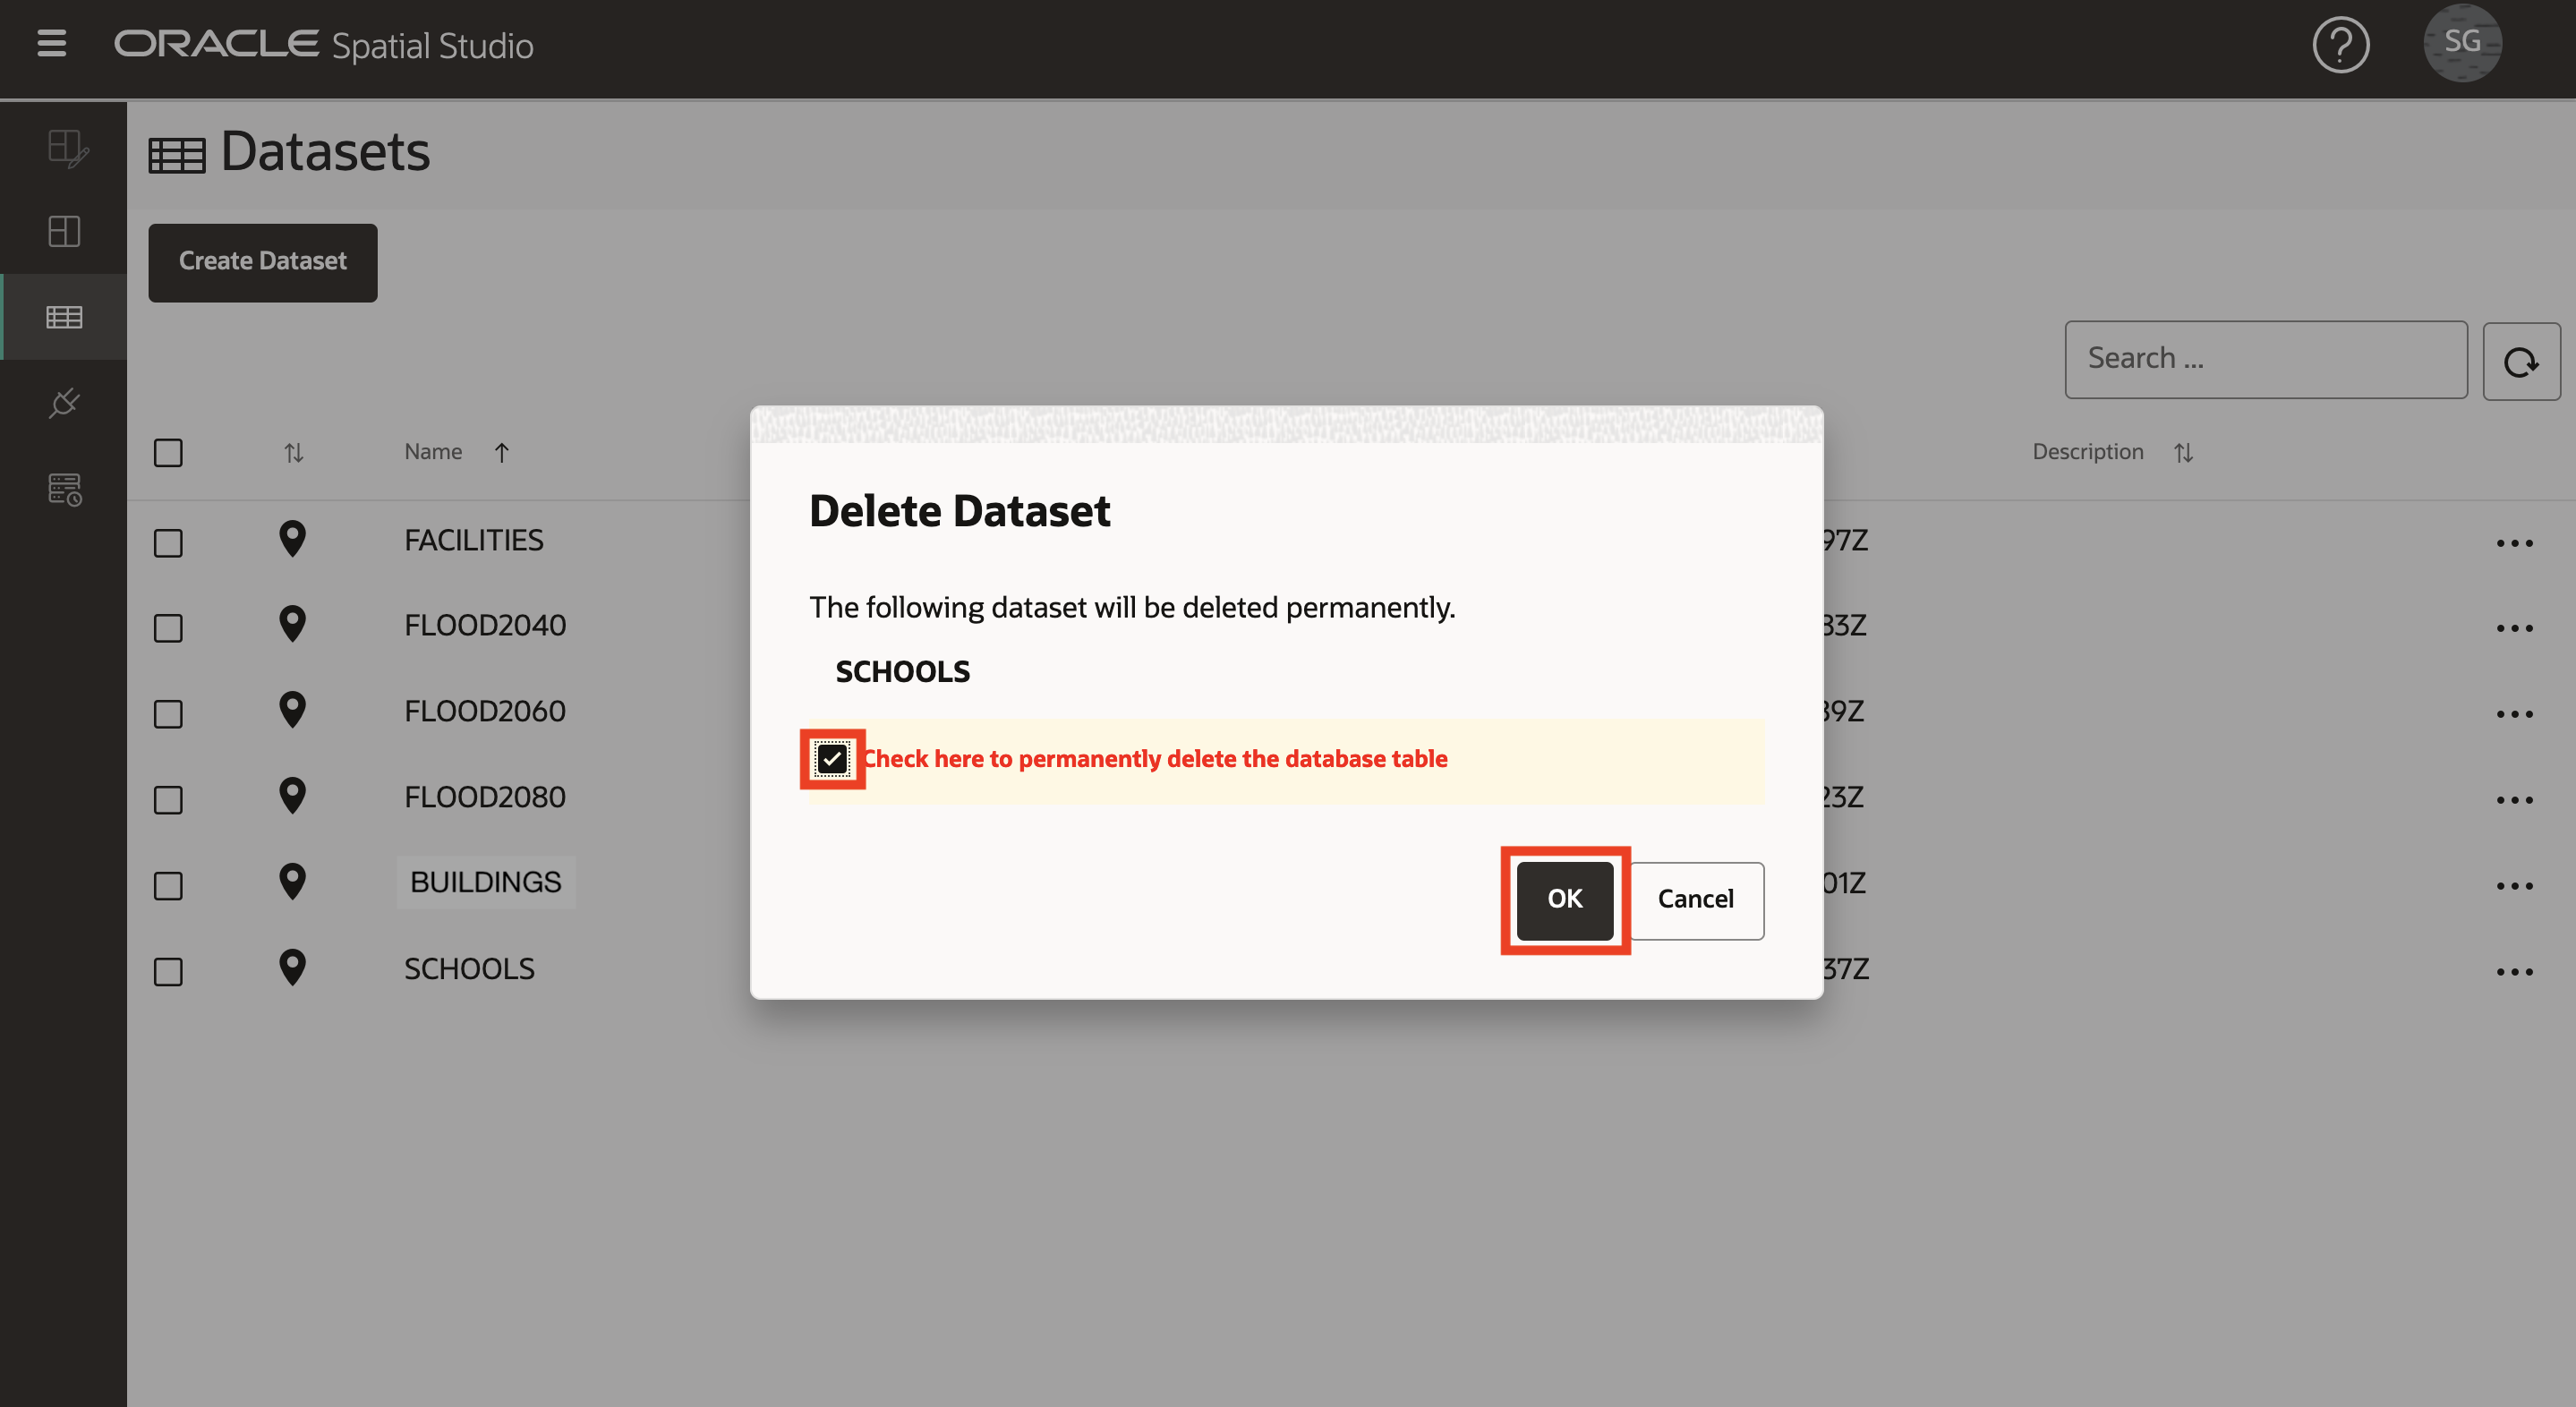 ORACLE Spatial Studio
SG
Datasets
Create Dataset
Search ...
Name
Description
FACILITIES
97Z
FLOOD2040
33Z
FLOOD2060
39Z
FLOOD2080
23Z
BUILDINGS
01Z
SCHOOLS
37Z
Delete Dataset
The following dataset will be deleted permanently.
SCHOOLS
Check here to permanently delete the database table
OK
Cancel